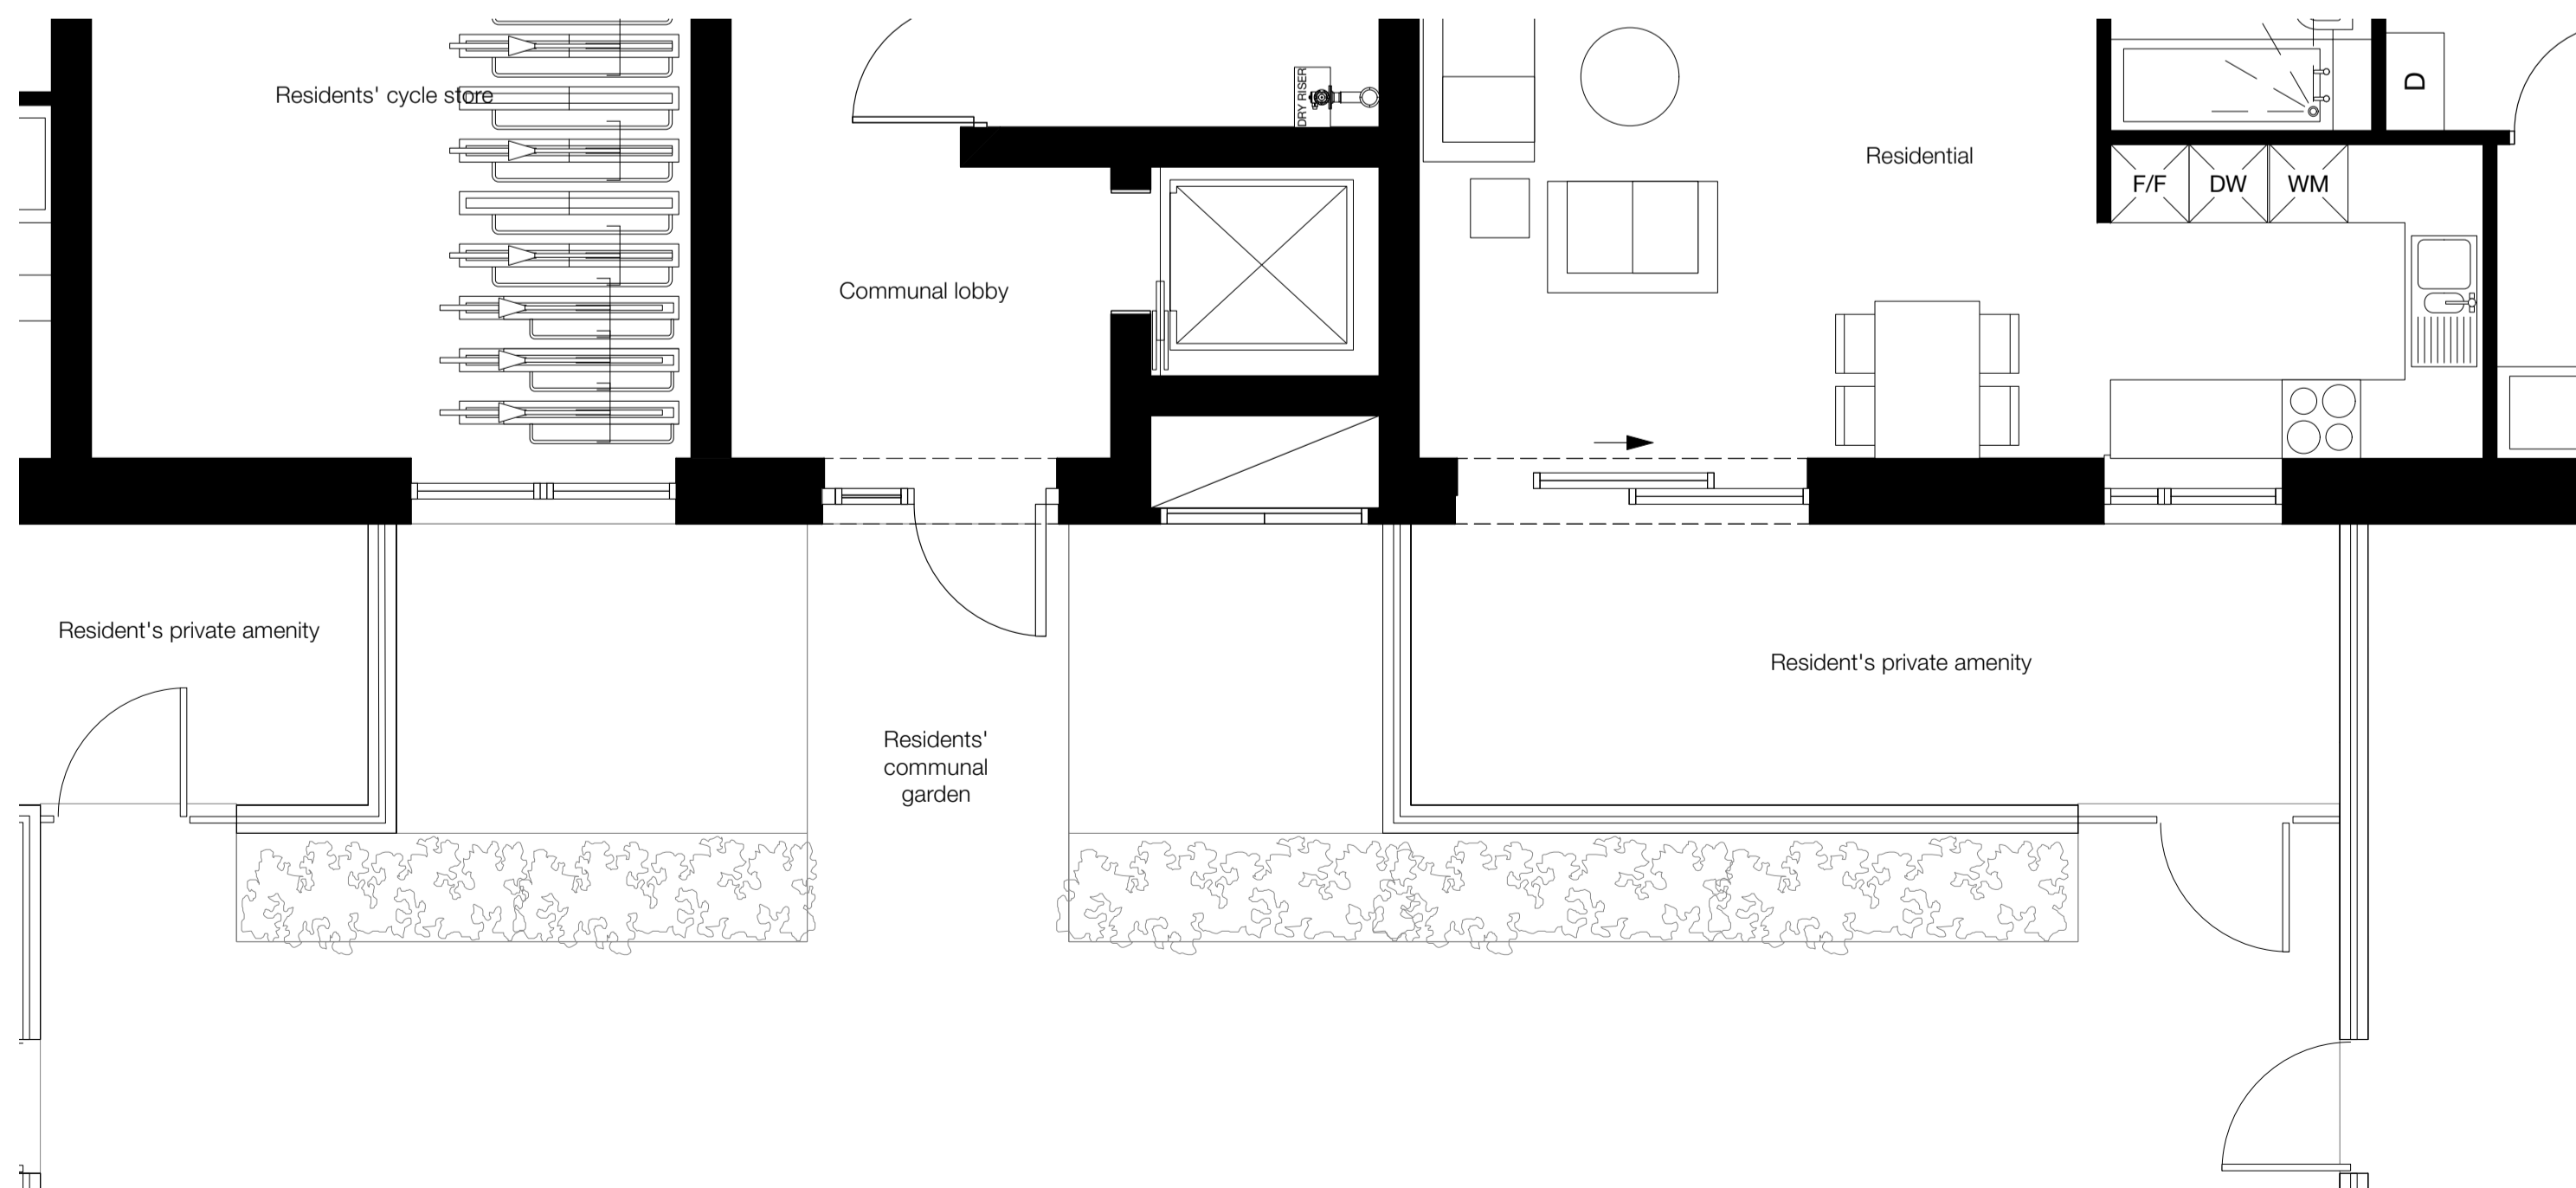 Residents' cycle store
DRY RISER
D
Residential
F/F
DW
WM
Communal lobby
Resident's private amenity
Resident's private amenity
Residents'
communal
garden